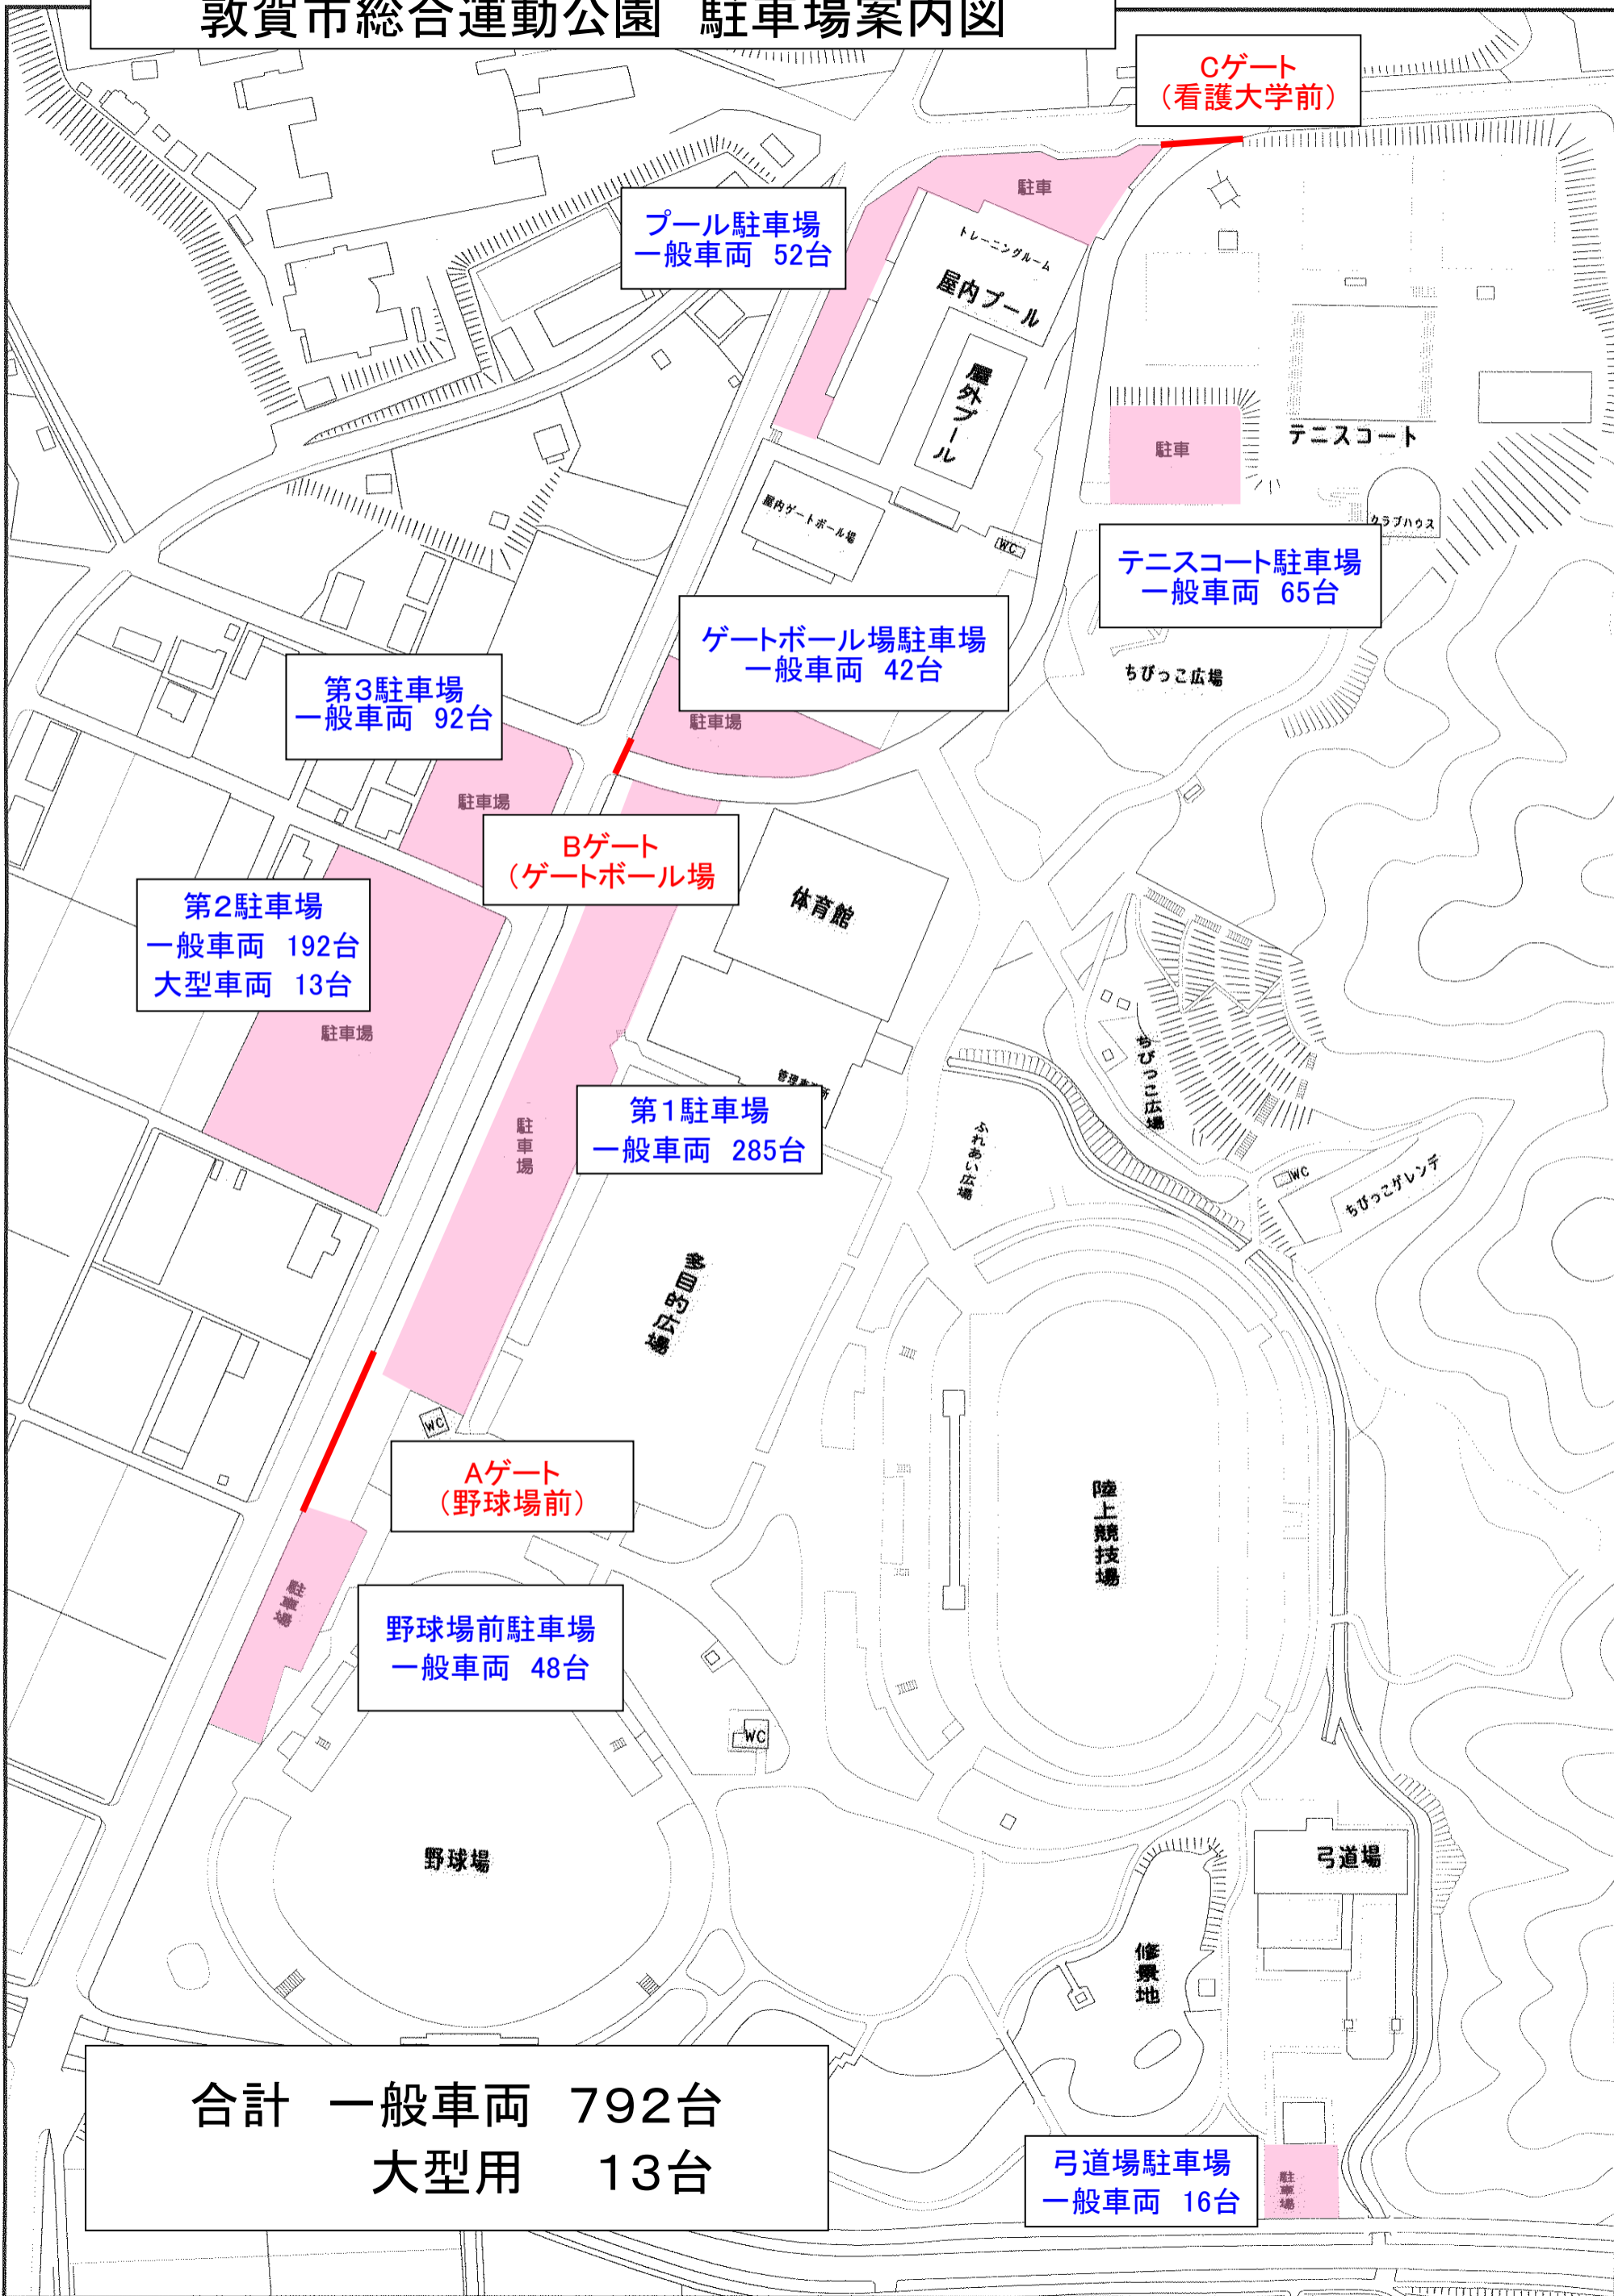 敦賀市総合運動公園 駐車場案内図
Cゲート
(看護大学前)
駐車
プール駐車場
一般車両 52台
トレーニングルーム
屋内プール
屋外プール
駐車
テニスコート
クラブハウス
屋内ゲートボール場
WC
テニスコート駐車場
一般車両 65台
ゲートボール場駐車場
一般車両 42台
ちびっこ広場
第3駐車場
一般車両 92台
駐車場
駐車場
Bゲート
(ゲートボール場
体育館
第2駐車場
一般車両 192台
大型車両 13台
駐車場
ちびっこ広場
第1駐車場
一般車両 285台
駐車場
ふれあい広場
WC
ちびっこゲレンデ
多目的広場
WC
Aゲート
(野球場前)
陸上競技場
駐車場
野球場前駐車場
一般車両 48台
WC
野球場
弓道場
修景地
合計 一般車両 792台
大型用 13台
弓道場駐車場
一般車両 16台
駐車場